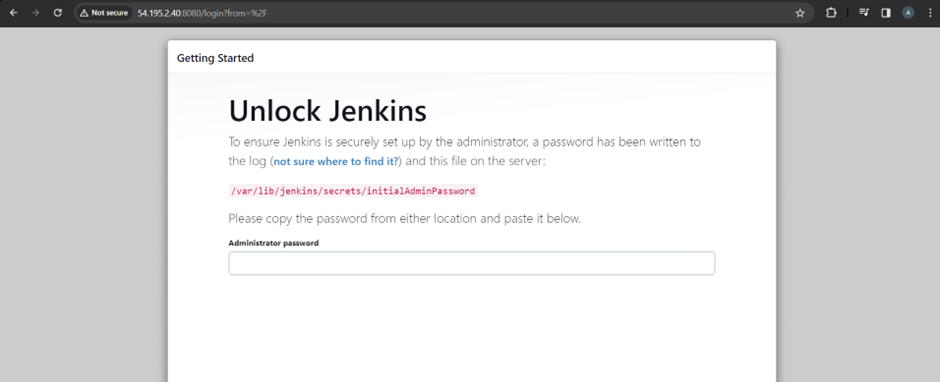 Not secure 54.195.2.40:8080/login?from=%2F
A
Getting Started
Unlock Jenkins
To ensure Jenkins is securely set up by the administrator, a password has been written to
the log (not sure where to find it?) and this file on the server:
/var/lib/jenkins/secrets/initialAdminPassword
Please copy the password from either location and paste it below.
Administrator password